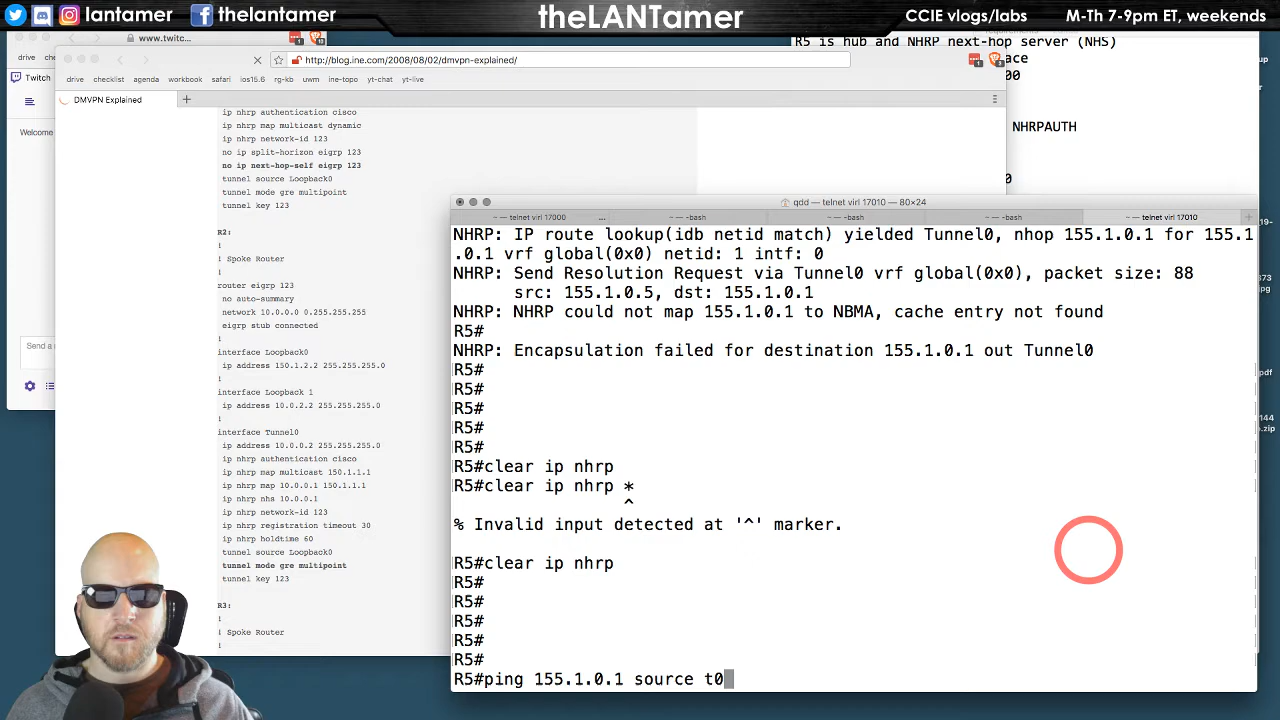 lantamer
thelantamer
theLANTamer
CCIE vlogs/labs
M-Th 7-9pm ET, weekends
www.twitc
drive
Twitch
Welcome
Send a
http://blog.ine.com/2008/08/02/dmvpn-explained/
drive checklist agenda workbook safari ios15.6 rg-kb uwm ine-topo yt-chat yt-live
DMVPN Explained
ip nhrp authentication cisco
ip nhrp map multicast dynamic
ip nhrp network-id 123
no ip split-horizon eigrp 123
no ip next-hop-self eigrp 123
tunnel source Loopback0
tunnel mode gre multipoint
tunnel key 123
R2:
!
! Spoke Router
!
router eigrp 123
no auto-summary
network 10.0.0.0 0.255.255.255
eigrp stub connected
!
interface Loopback0
ip address 150.1.2.2 255.255.255.0
!
interface Loopback 1
ip address 10.0.2.2 255.255.255.0
!
interface Tunnel0
ip address 10.0.0.2 255.255.255.0
ip nhrp authentication cisco
ip nhrp map multicast 150.1.1.1
ip nhrp map 10.0.0.1 150.1.1.1
ip nhrp nhs 10.0.0.1
ip nhrp network-id 123
ip nhrp registration timeout 30
ip nhrp holdtime 60
tunnel source Loopback0
tunnel mode gre multipoint
tunnel key 123
R3:
!
! Spoke Router
!
R5 is hub and NHRP next-hop server (NHS)
ace
00
NHRPAUTH
0
qdd — telnet virl 17010 — 80×24
~ — telnet virl 17000 ... ~ — -bash ~ — -bash ~ — -bash ~ — telnet virl 17010
NHRP: IP route lookup(idb netid match) yielded Tunnel0, nhop 155.1.0.1 for 155.1
.0.1 vrf global(0x0) netid: 1 intf: 0
NHRP: Send Resolution Request via Tunnel0 vrf global(0x0), packet size: 88
src: 155.1.0.5, dst: 155.1.0.1
NHRP: NHRP could not map 155.1.0.1 to NBMA, cache entry not found
R5#
NHRP: Encapsulation failed for destination 155.1.0.1 out Tunnel0
R5#
R5#
R5#
R5#
R5#
R5#clear ip nhrp
R5#clear ip nhrp *
^
% Invalid input detected at '^' marker.
R5#clear ip nhrp
R5#
R5#
R5#
R5#
R5#
R5#ping 155.1.0.1 source t0
up
er
19-
873
jpg
pdf
144
e.zip